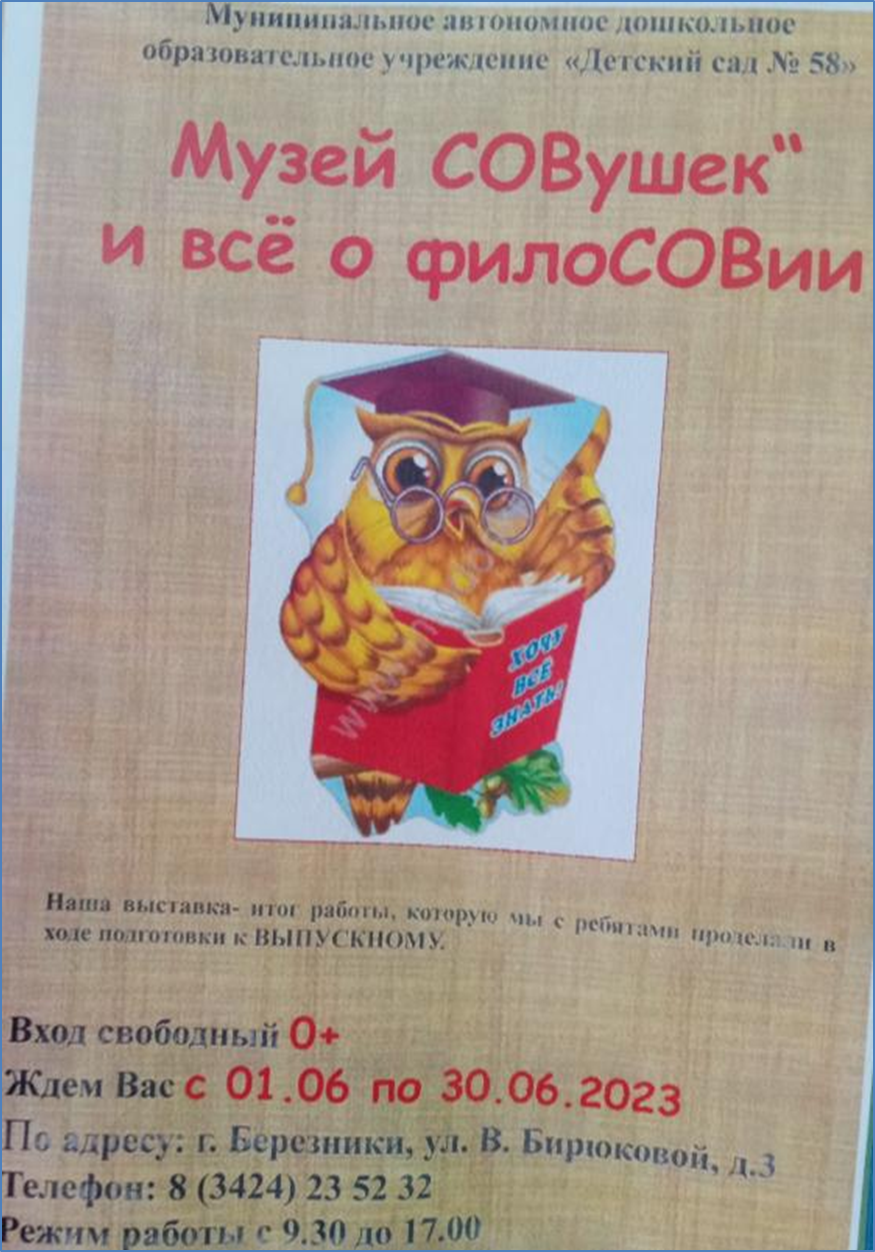 Муниципальное автономное дошкольное
образовательное учреждение «Детский сад № 58»
Музей СОВушек“
и всё о филоСОВии
ХОЧУ
ВСЕ
ЗНАТЬ!
Наша выставка- итог работы, которую мы с ребятами проделали в
ходе подготовки к ВЫПУСКНОМУ.
Вход свободный 0+
Ждем Вас с 01.06 по 30.06.2023
По адресу: г. Березники, ул. В. Бирюковой, д.3
Телефон: 8 (3424) 23 52 32
Режим работы с 9.30 до 17.00